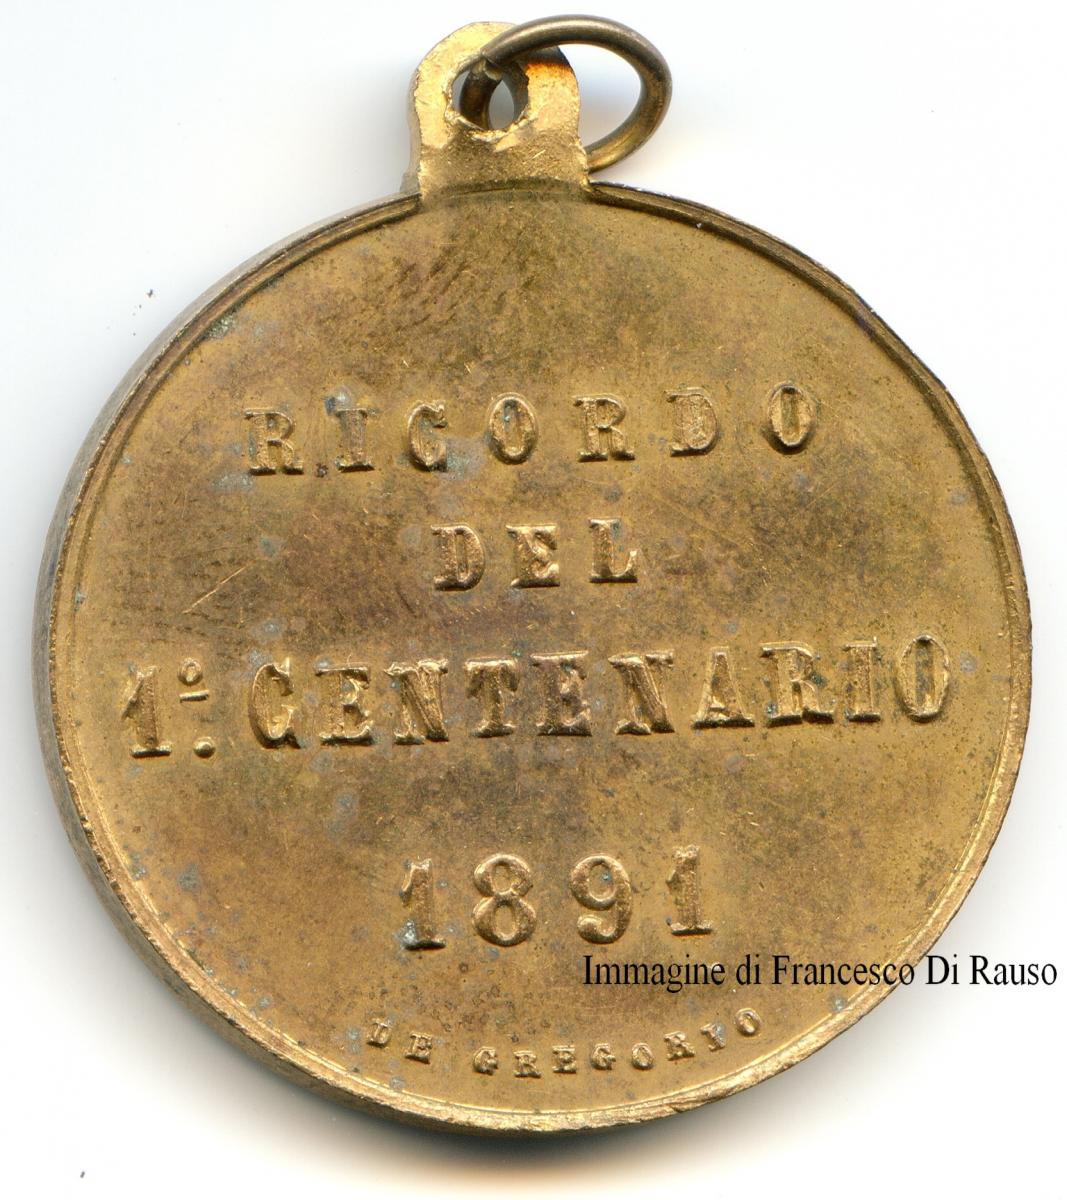 RICORDO
DEL
1º. CENTENARIO
1891
Immagine di Francesco Di Rauso
DE GREGORIO